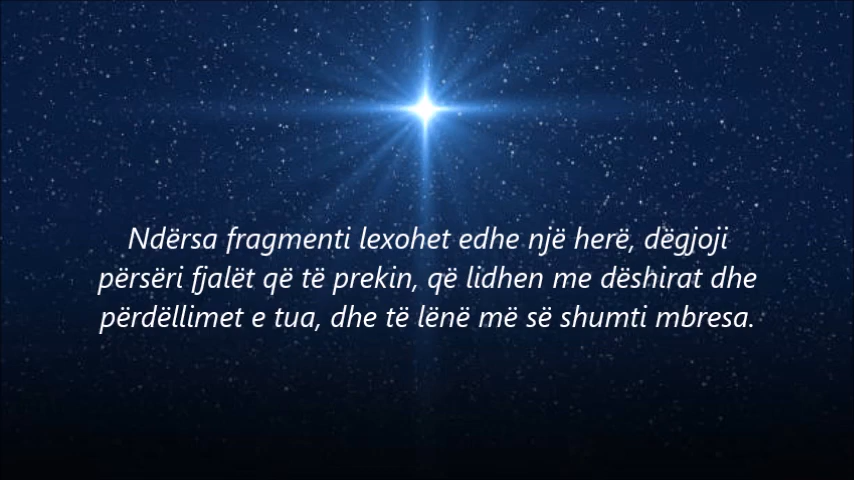 Ndërsa fragmenti lexohet edhe një herë, dëgjoji
përsëri fjalët që të prekin, që lidhen me dëshirat dhe
përdëllimet e tua, dhe të lënë më së shumti mbresa.